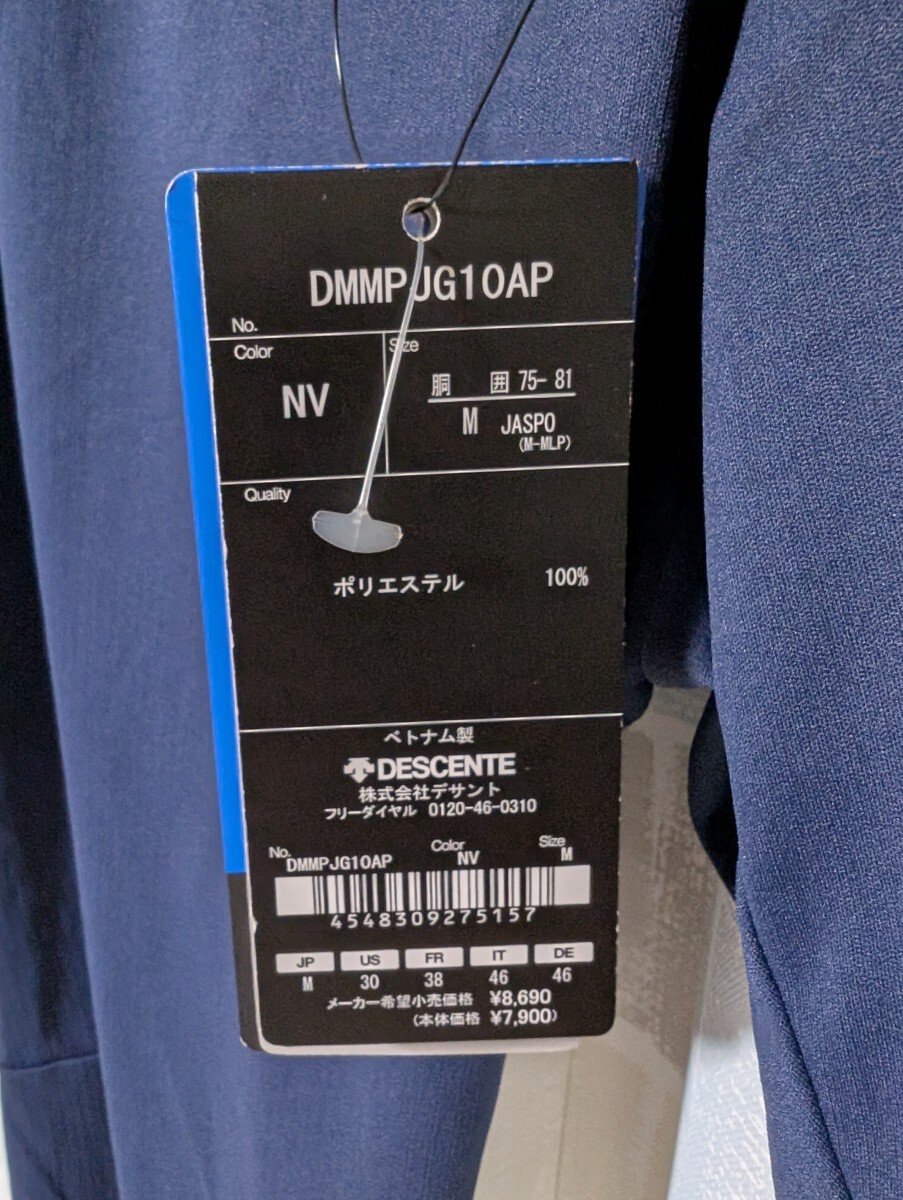 DMMPJG10AP
No.
Color
Size
NV
胴 囲 75- 81
M JASPO
(M-MLP)
Quality
ポリエステル 100%
ベトナム製
DESCENTE
株式会社デサント
フリーダイヤル 0120-46-0310
No. Color Size
DMMPJG10AP NV M
4548309275157
JP US FR IT DE
M 30 38 46 46
メーカー希望小売価格 ¥8,690
(本体価格 ¥7,900)